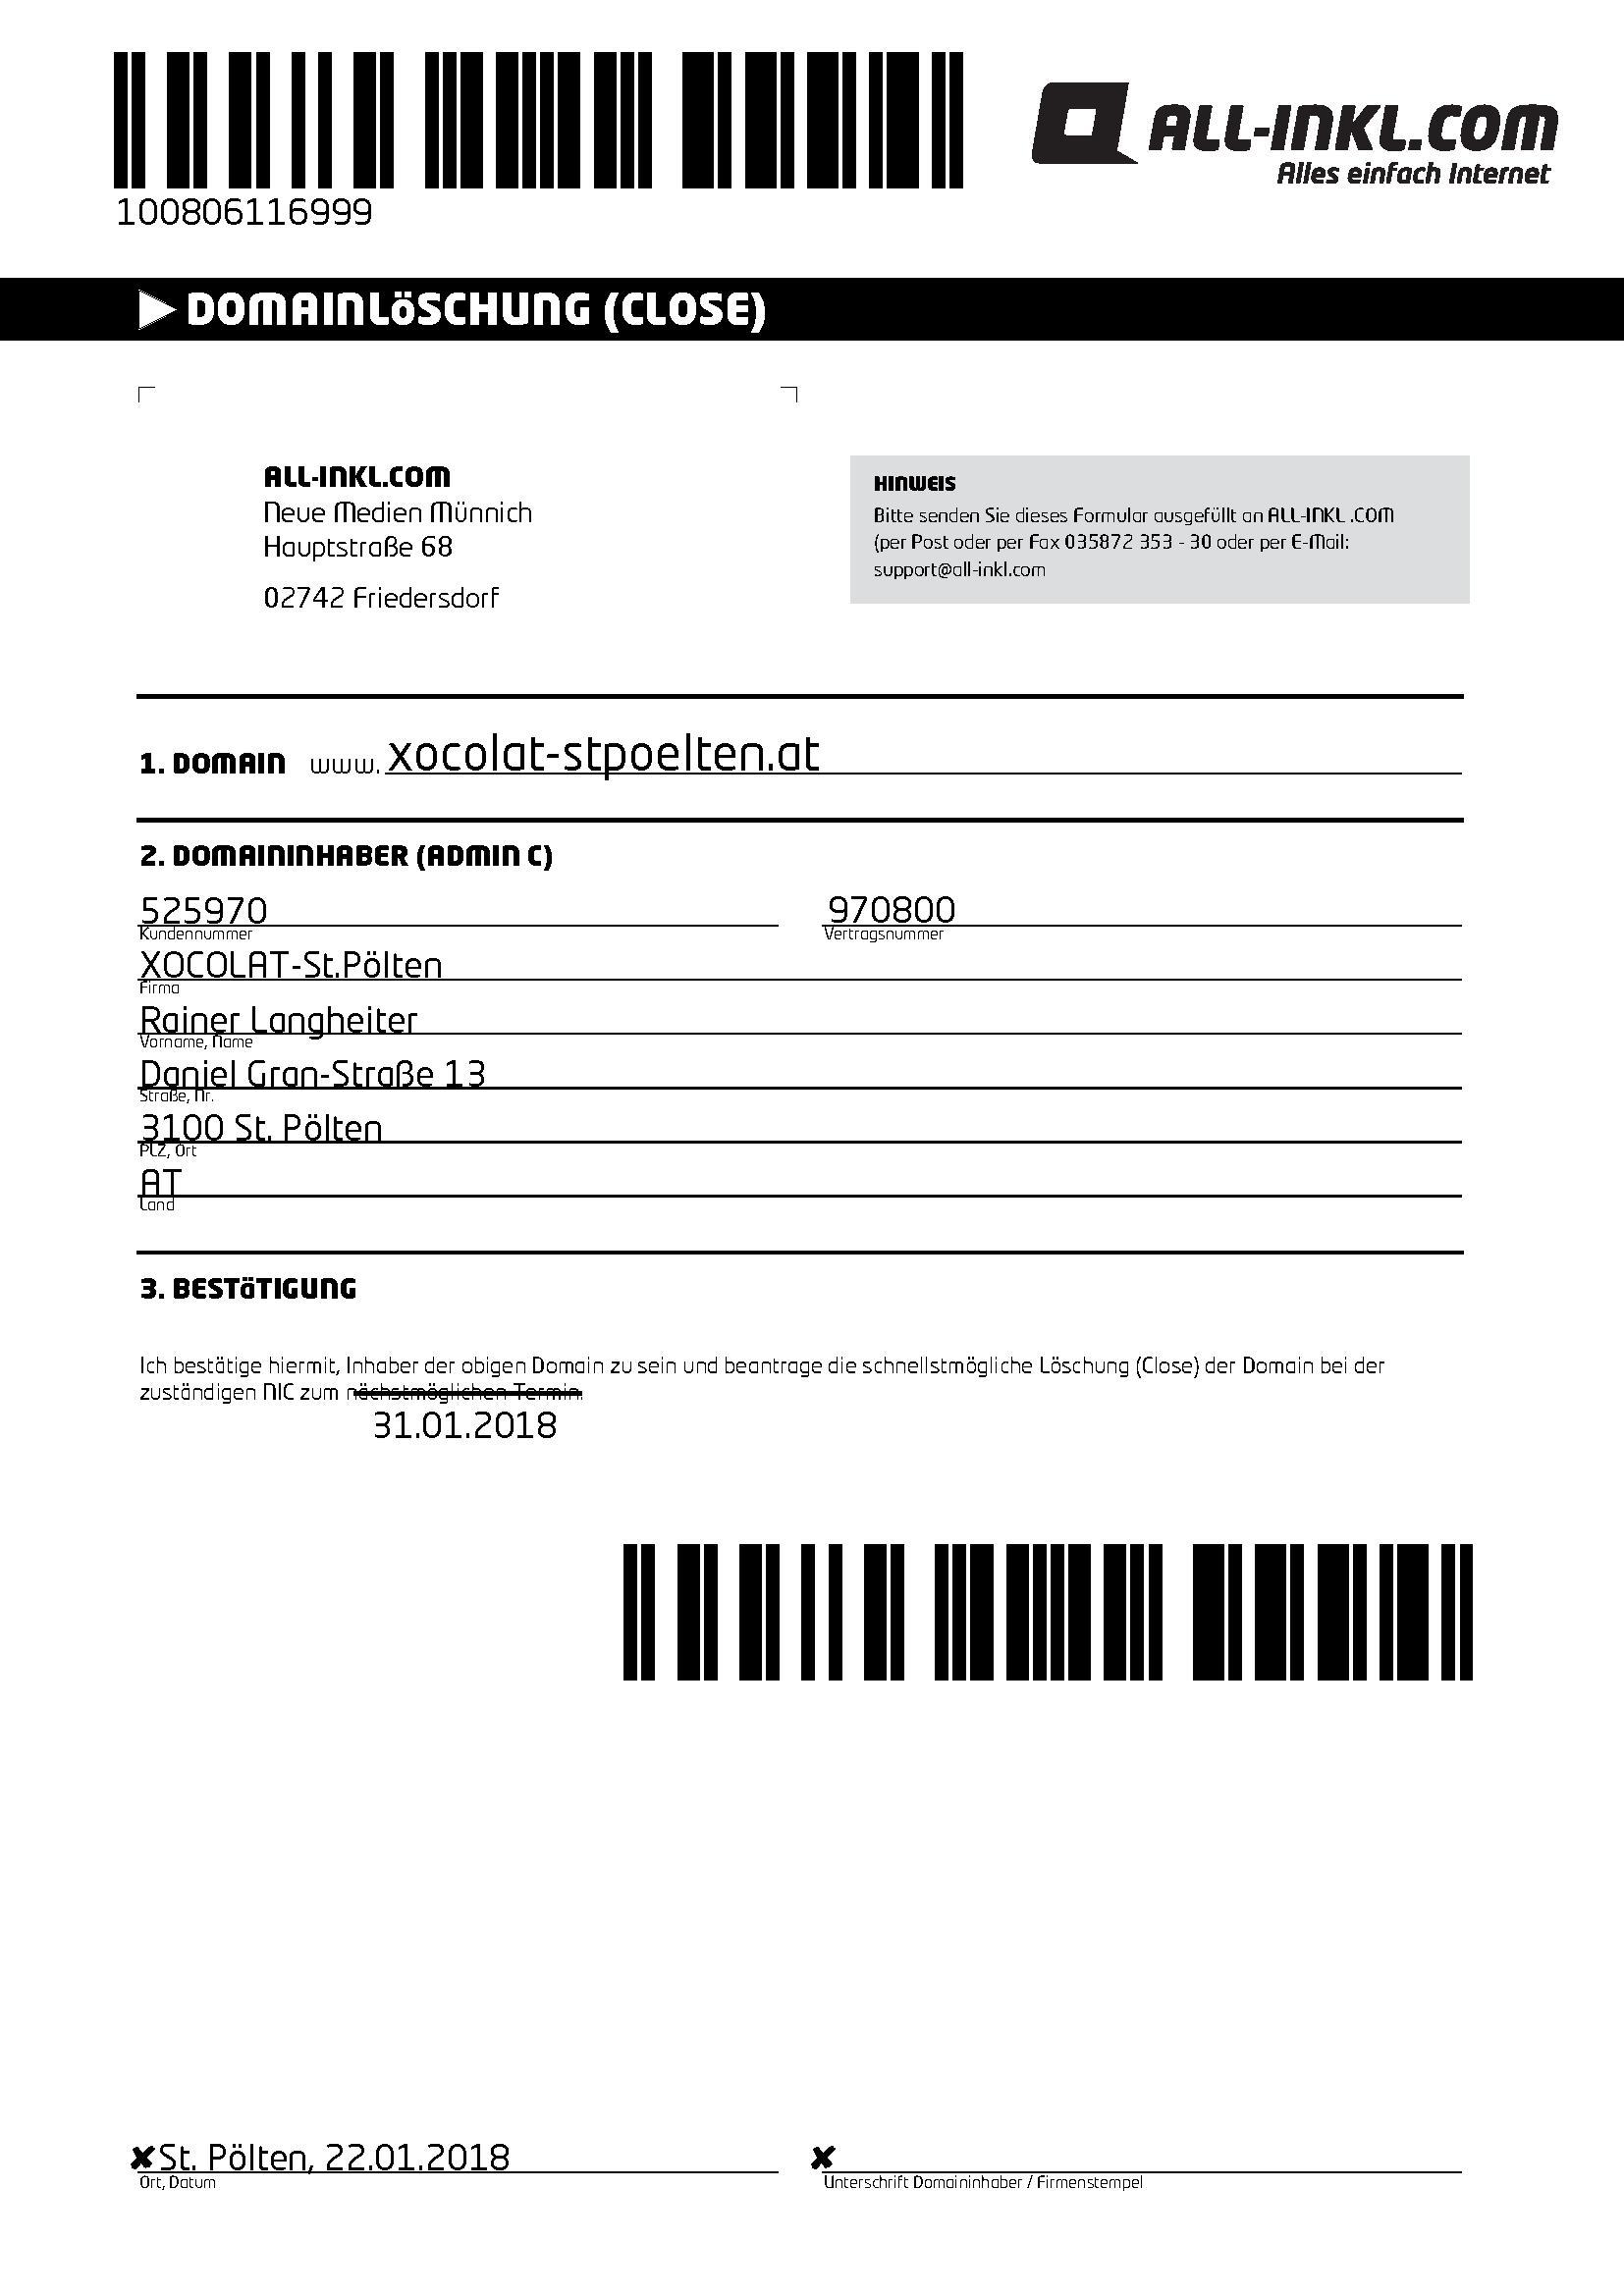 100806116999
ALL-INKL.COM
Alles einfach Internet
DOMAINLöSCHUNG (CLOSE)
ALL-INKL.COM
Neue Medien Münnich
Hauptstraße 68
02742 Friedersdorf
HINWEIS
Bitte senden Sie dieses Formular ausgefüllt an ALL-INKL .COM
(per Post oder per Fax 035872 353 - 30 oder per E-Mail:
support@all-inkl.com
1. DOMAIN www. xocolat-stpoelten.at
2. DOMAININHABER (ADMIN C)
525970 970800
Kundennummer Vertragsnummer
XOCOLAT-St.Pölten
Firma
Rainer Langheiter
Vorname, Name
Daniel Gran-Straße 13
Straße, Nr.
3100 St. Pölten
PLZ, Ort
AT
Land
3. BESTäTIGUNG
Ich bestätige hiermit, Inhaber der obigen Domain zu sein und beantrage die schnellstmögliche Löschung (Close) der Domain bei der
zuständigen NIC zum nächstmöglichen Termin.
31.01.2018
✘ St. Pölten, 22.01.2018 ✘
Ort, Datum Unterschrift Domaininhaber / Firmenstempel